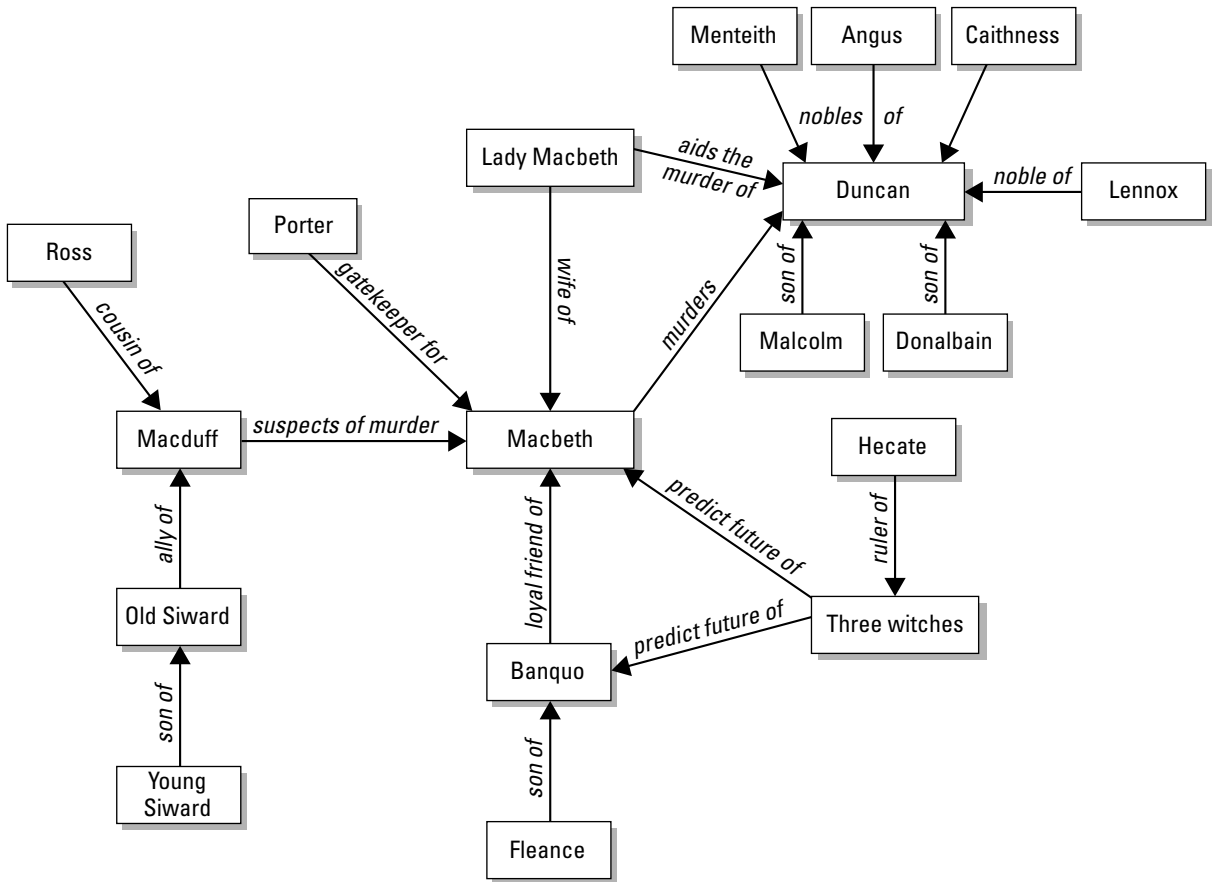 Menteith
Angus
Caithness
nobles of
Lady Macbeth
aids the
murder of
Duncan
noble of
Lennox
Porter
Ross
gatekeeper for
wife of
son of
son of
cousin of
murders
Malcolm
Donalbain
Macduff
suspects of murder
Macbeth
Hecate
predict future of
ruler of
ally of
loyal friend of
Old Siward
predict future of
Three witches
Banquo
son of
son of
Young
Siward
Fleance